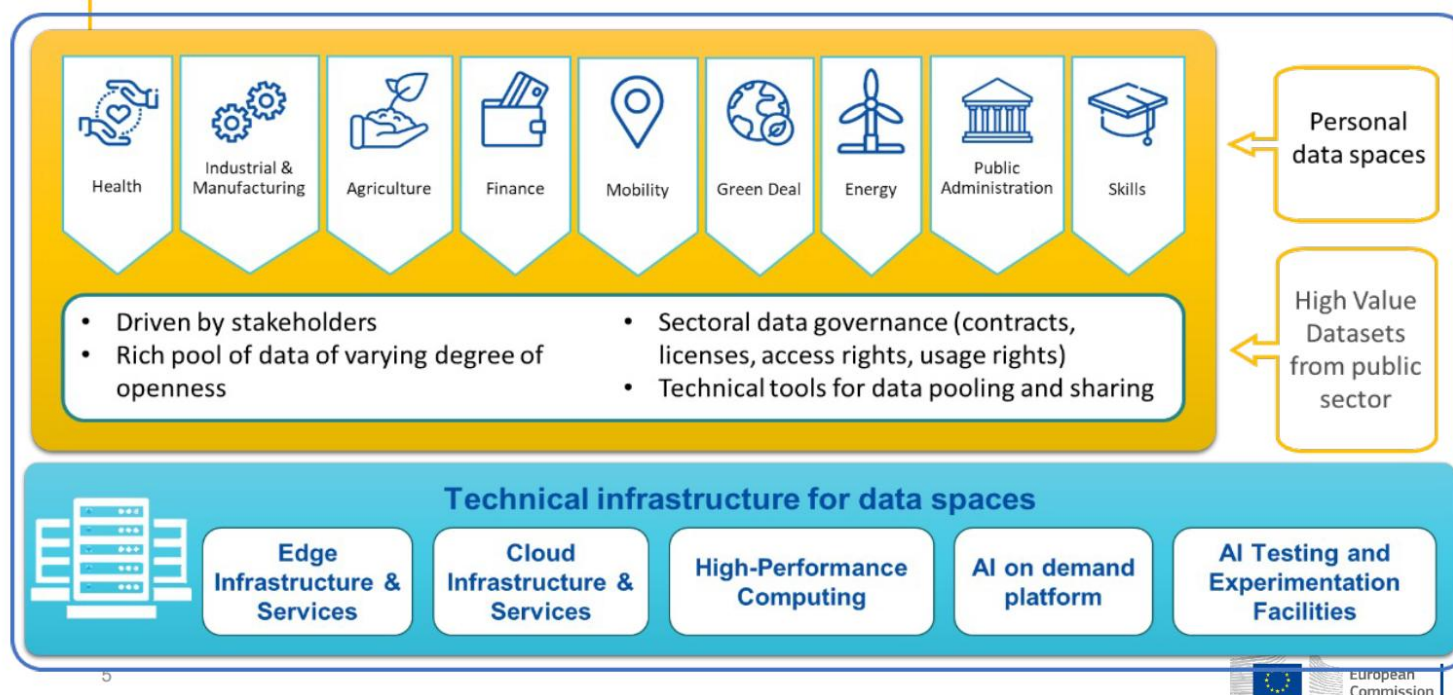 Health
Industrial &
Manufacturing
Agriculture
Finance
Mobility
Green Deal
Energy
Public
Administration
Skills
Personal
data spaces
• Driven by stakeholders
• Rich pool of data of varying degree of
openness
• Sectoral data governance (contracts,
licenses, access rights, usage rights)
• Technical tools for data pooling and sharing
High Value
Datasets
from public
sector
Technical infrastructure for data spaces
Edge
Infrastructure &
Services
Cloud
Infrastructure &
Services
High-Performance
Computing
AI on demand
platform
AI Testing and
Experimentation
Facilities
5
European
Commission